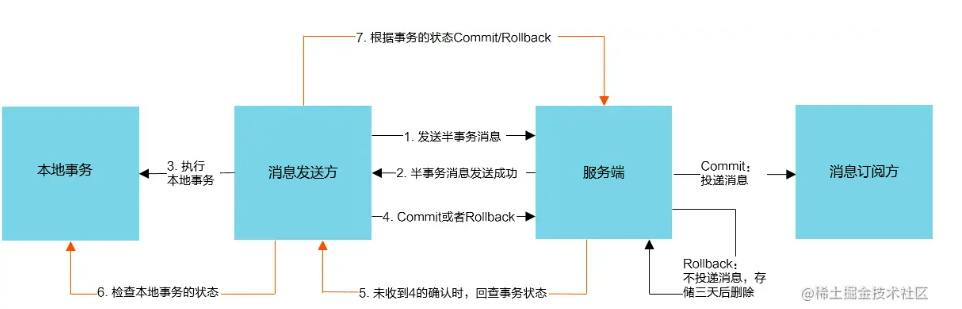 7. 根据事务的状态Commit/Rollback
1. 发送半事务消息
本地事务
3. 执行
本地事务
消息发送方
2. 半事务消息发送成功
服务端
Commit:
投递消息
消息订阅方
4. Commit或者Rollback
6. 检查本地事务的状态
5. 未收到4的确认时，回查事务状态
Rollback:
不投递消息，存
储三天后删除
@稀土掘金技术社区